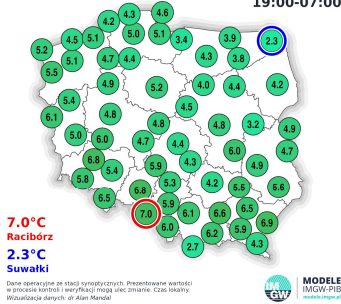 19:00-07:00
4.2 4.3 4.6
4.5 5.1 5.0 5.1 3.4 3.9 2.3
5.2
5.1 4.7 4.4 4.3 3.8
5.5
4.9 5.2 4.0 4.4 4.2
5.4 4.5
6.1 4.8 4.8 4.8 3.2 4.9
5.0 6.0 4.7 4.4 6.0 4.7
6.8 5.4 5.9 4.3 4.9
5.8 5.3 4.2 5.5 5.6
6.5 6.8 5.9
7.0 6.1 6.6 6.5 6.9
6.0 6.2 5.9
2.7 4.3
7.0°C
Racibórz
2.3°C
Suwałki
Dane operacyjne ze stacji synoptycznych. Prezentowane wartości
w procesie kontroli i weryfikacji mogą ulec zmianie. Czas lokalny.
Wizualizacja danych: dr Alan Mandal
IMGW
MODELE
IMGW-PIB
modele.imgw.pl